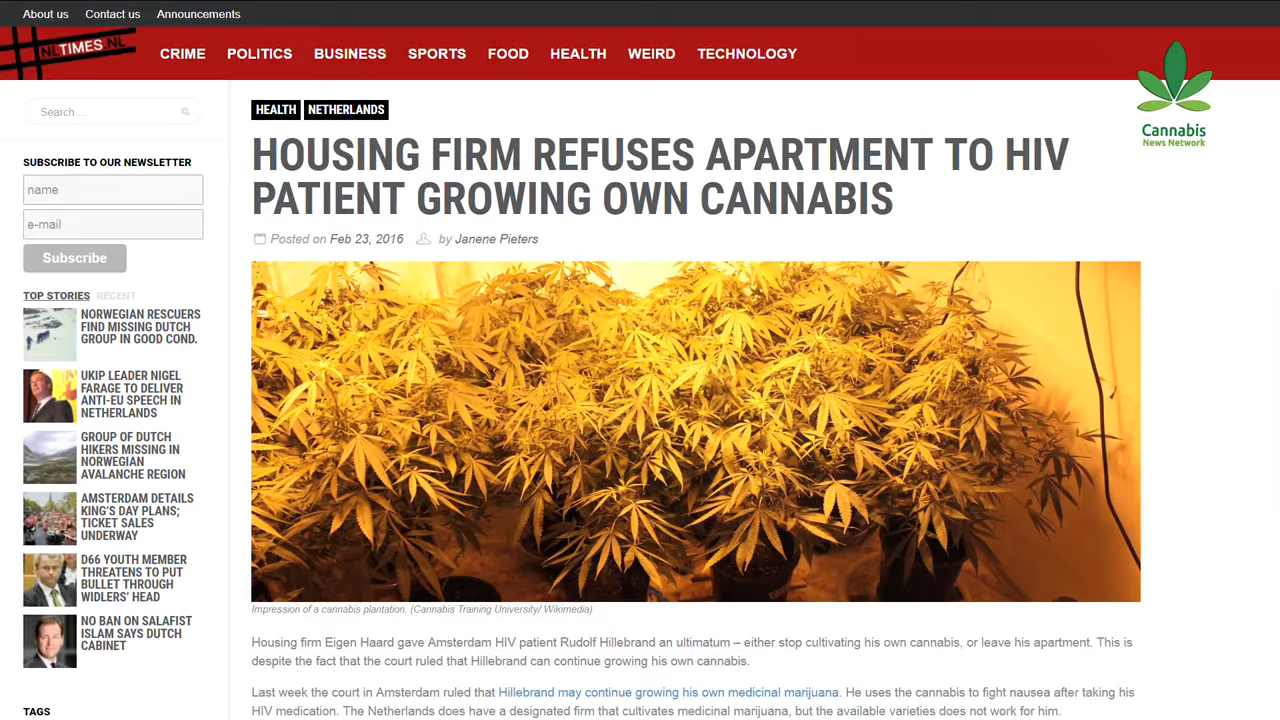 About us Contact us Announcements
NLTIMES.NL
CRIME POLITICS BUSINESS SPORTS FOOD HEALTH WEIRD TECHNOLOGY
Cannabis
News Network
Search ...
SUBSCRIBE TO OUR NEWSLETTER
name
e-mail
Subscribe
TOP STORIES RECENT
NORWEGIAN RESCUERS
FIND MISSING DUTCH
GROUP IN GOOD COND.
UKIP LEADER NIGEL
FARAGE TO DELIVER
ANTI-EU SPEECH IN
NETHERLANDS
GROUP OF DUTCH
HIKERS MISSING IN
NORWEGIAN
AVALANCHE REGION
AMSTERDAM DETAILS
KING'S DAY PLANS;
TICKET SALES
UNDERWAY
D66 YOUTH MEMBER
THREATENS TO PUT
BULLET THROUGH
WIDLERS' HEAD
NO BAN ON SALAFIST
ISLAM SAYS DUTCH
CABINET
TAGS
HEALTH NETHERLANDS
HOUSING FIRM REFUSES APARTMENT TO HIV
PATIENT GROWING OWN CANNABIS
Posted on Feb 23, 2016 by Janene Pieters
Impression of a cannabis plantation. (Cannabis Training University/ Wikimedia)
Housing firm Eigen Haard gave Amsterdam HIV patient Rudolf Hillebrand an ultimatum – either stop cultivating his own cannabis, or leave his apartment. This is
despite the fact that the court ruled that Hillebrand can continue growing his own cannabis.
Last week the court in Amsterdam ruled that Hillebrand may continue growing his own medicinal marijuana. He uses the cannabis to fight nausea after taking his
HIV medication. The Netherlands does have a designated firm that cultivates medicinal marijuana, but the available varieties does not work for him.